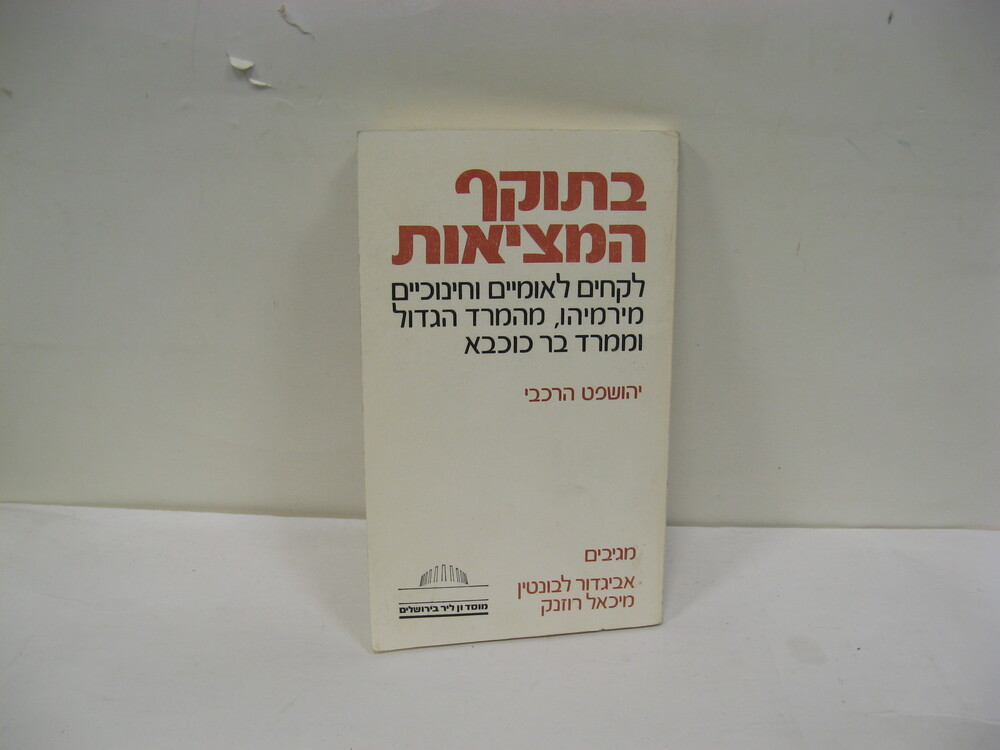 בתוקף
המציאות
לקחים לאומיים וחינוכיים
מירמיהו, מהמרד הגדול
וממרד בר כוכבא
יהושפט הרכבי
מגיבים
אביגדור לבונטין
מיכאל רוזנק
מוסד ון ליר בירושלים